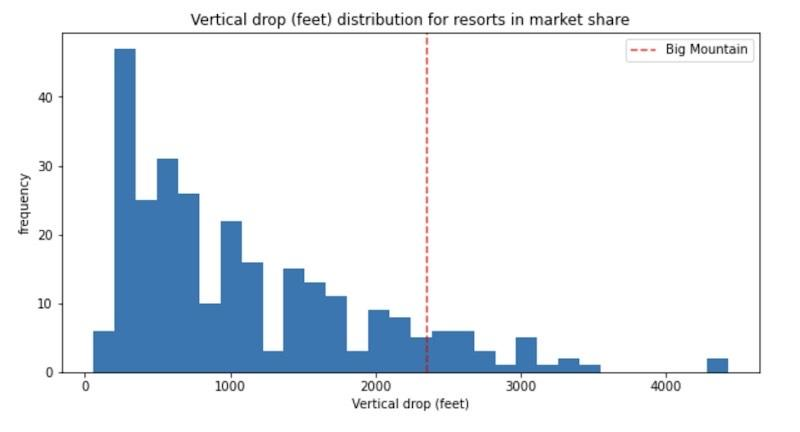 Vertical drop (feet) distribution for resorts in market share
Big Mountain
40
30
20
10
0
frequency
0 1000 2000 3000 4000
Vertical drop (feet)